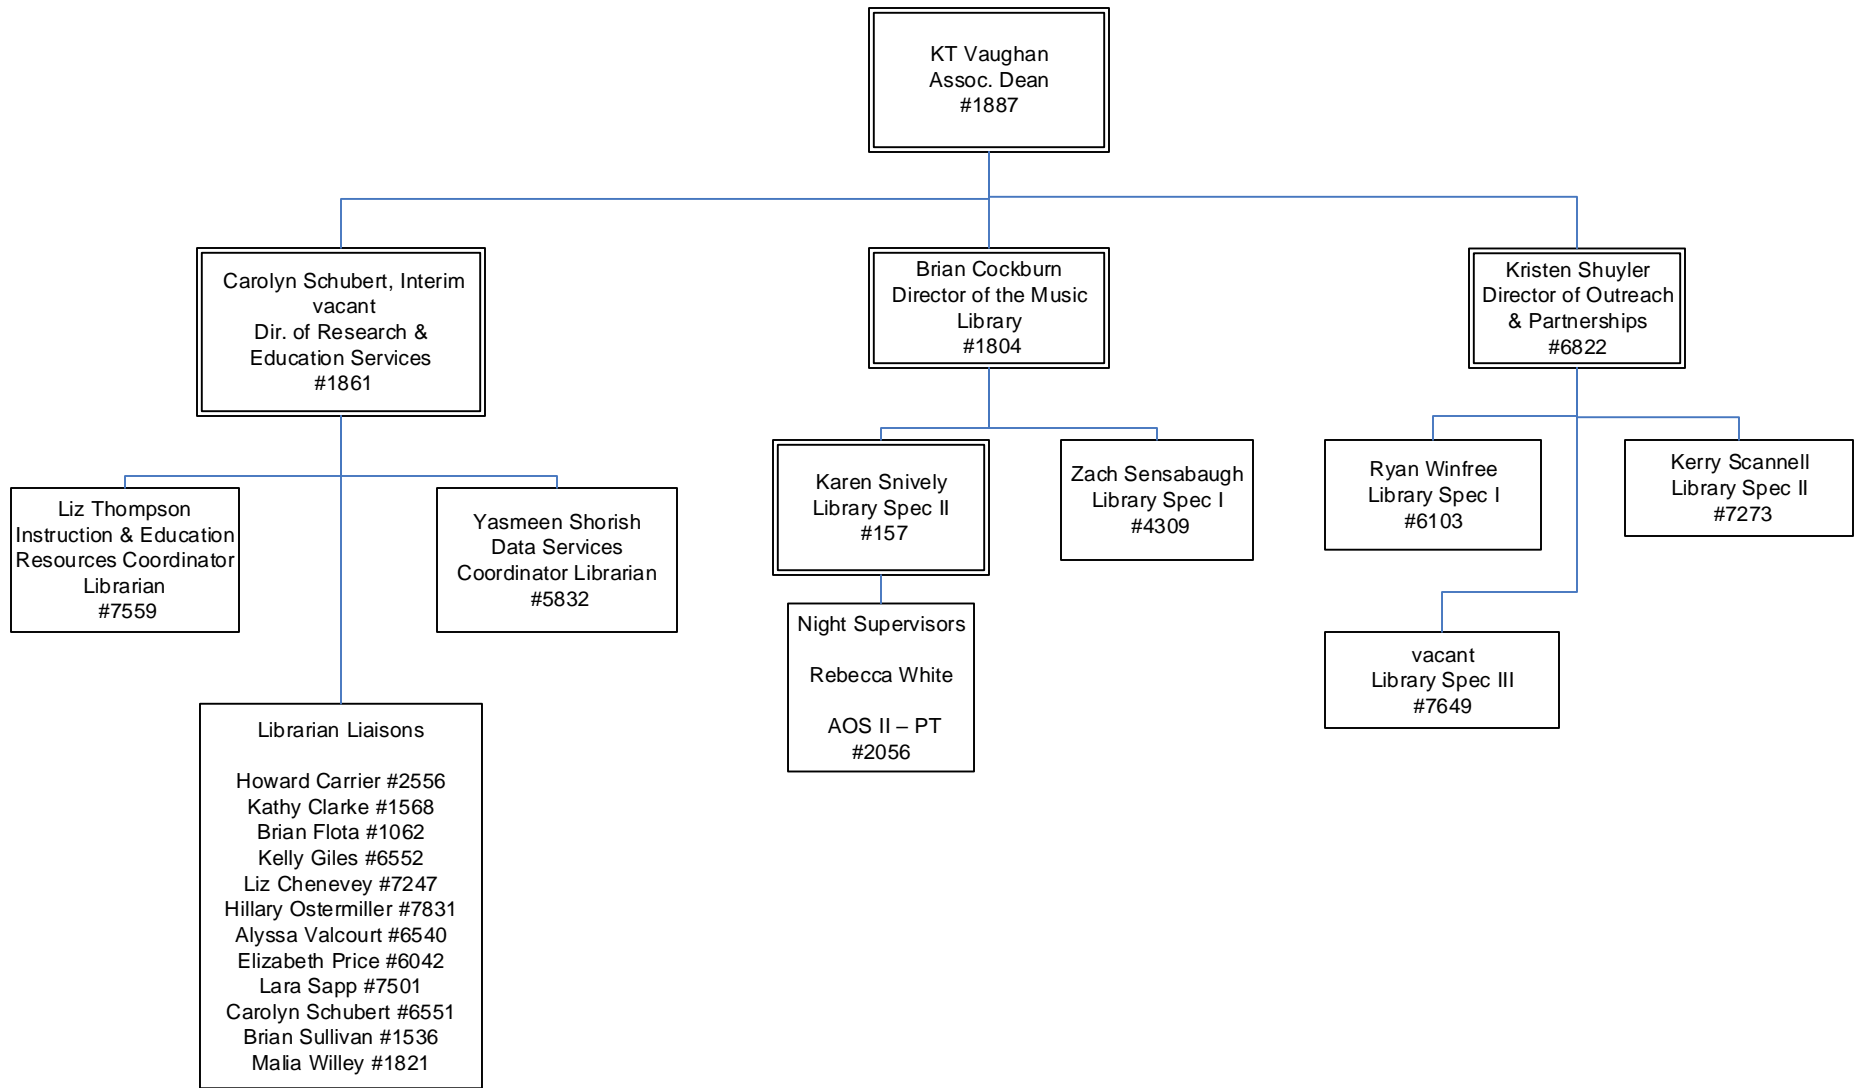 KT Vaughan
Assoc. Dean
#1887
Carolyn Schubert, Interim
vacant
Dir. of Research &
Education Services
#1861
Brian Cockburn
Director of the Music
Library
#1804
Kristen Shuyler
Director of Outreach
& Partnerships
#6822
Liz Thompson
Instruction & Education
Resources Coordinator
Librarian
#7559
Yasmeen Shorish
Data Services
Coordinator Librarian
#5832
Karen Snively
Library Spec II
#157
Zach Sensabaugh
Library Spec I
#4309
Ryan Winfree
Library Spec I
#6103
Kerry Scannell
Library Spec II
#7273
Night Supervisors
Rebecca White
AOS II – PT
#2056
vacant
Library Spec III
#7649
Librarian Liaisons
Howard Carrier #2556
Kathy Clarke #1568
Brian Flota #1062
Kelly Giles #6552
Liz Chenevey #7247
Hillary Ostermiller #7831
Alyssa Valcourt #6540
Elizabeth Price #6042
Lara Sapp #7501
Carolyn Schubert #6551
Brian Sullivan #1536
Malia Willey #1821